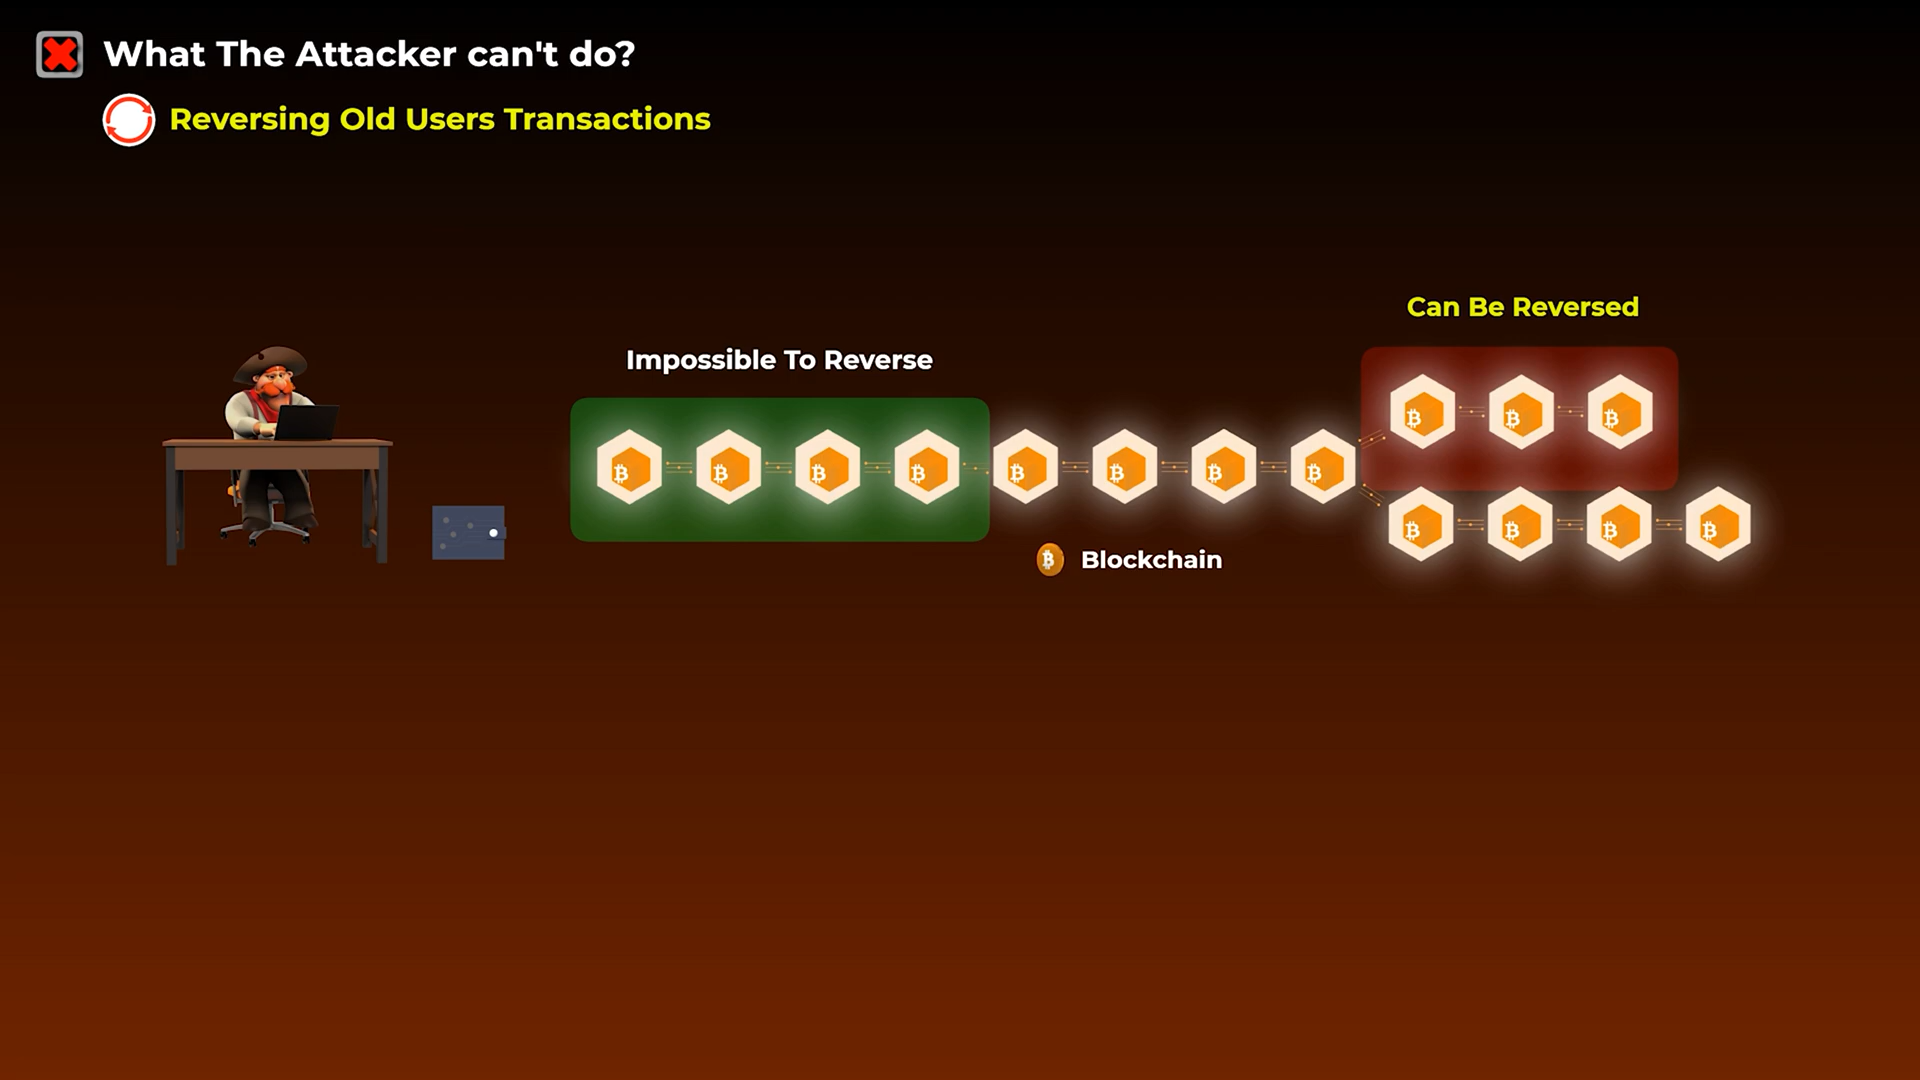 What The Attacker can't do?
Reversing Old Users Transactions
Can Be Reversed
Impossible To Reverse
Blockchain